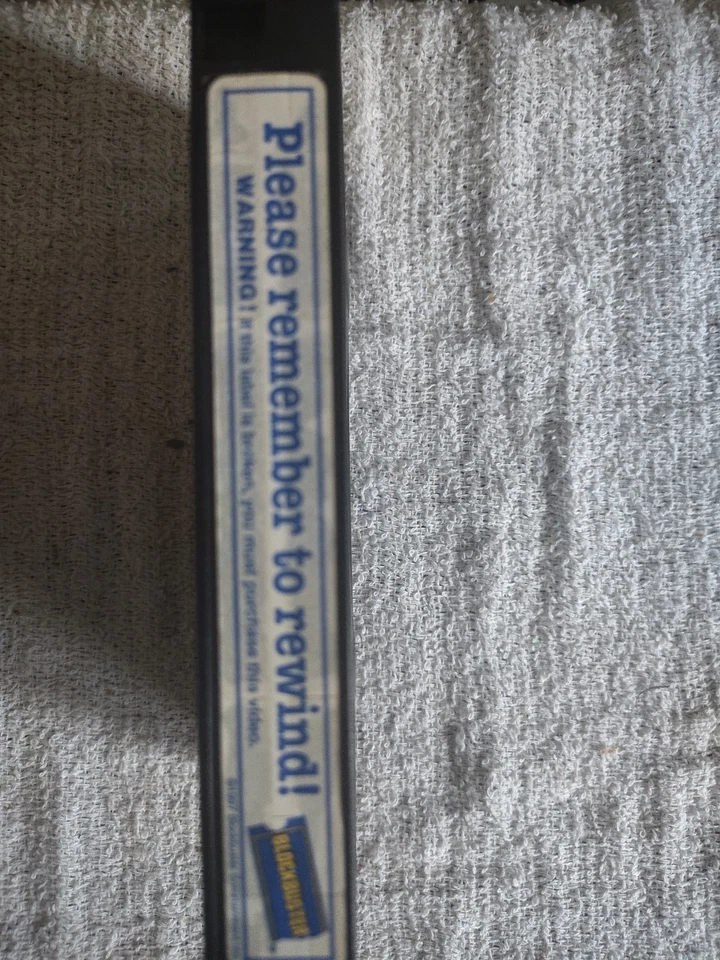 Please remember to rewind!
WARNING! If this label is broken, you must purchase this video.
BLOCKBUSTER